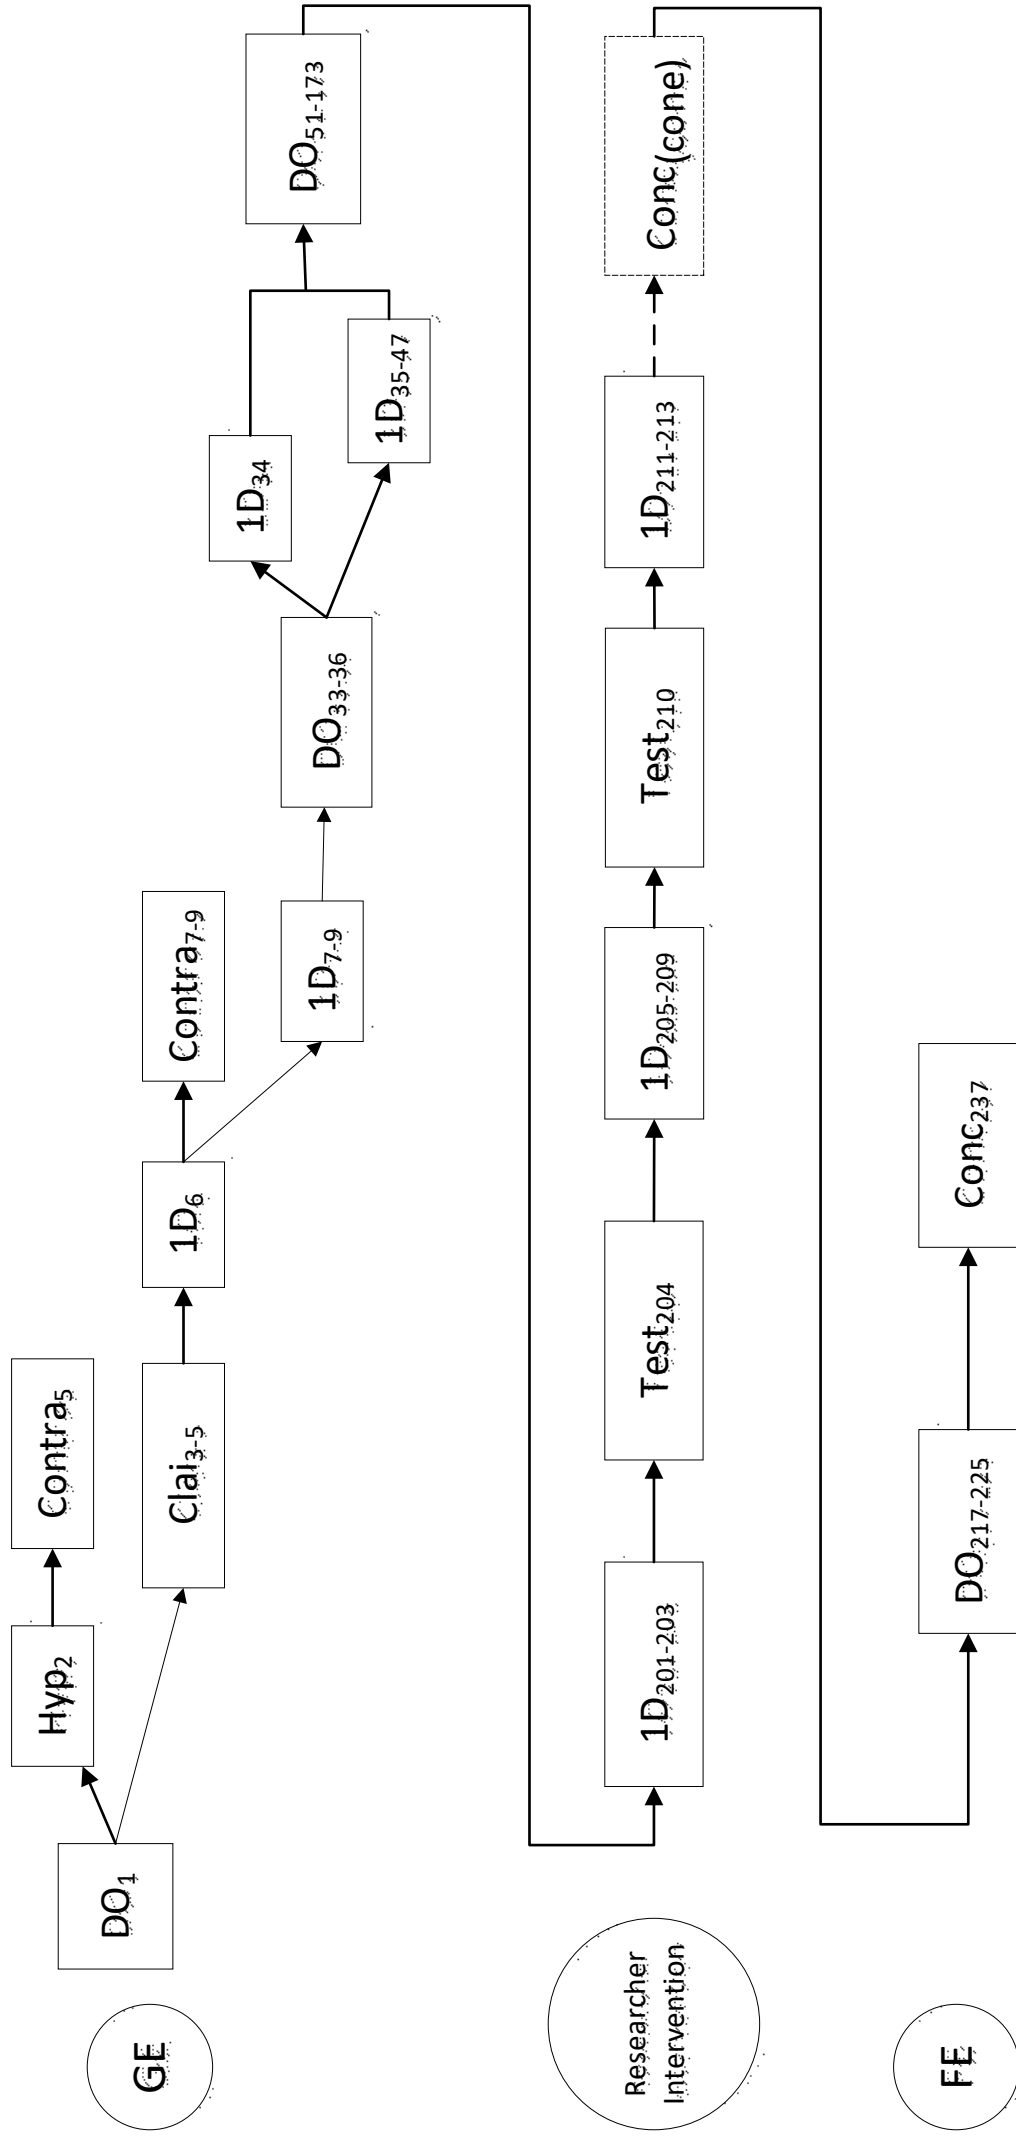 GE
DO1
Hyp2
Contra5
Clai3-5
1D6
Contra7-9
1D7-9
DO33-36
1D34
1D35-47
DO51-173
Researcher
Intervention
1D201-203
Test204
1D205-209
Test210
1D211-213
Conc(cone)
FE
DO217-225
Conc237